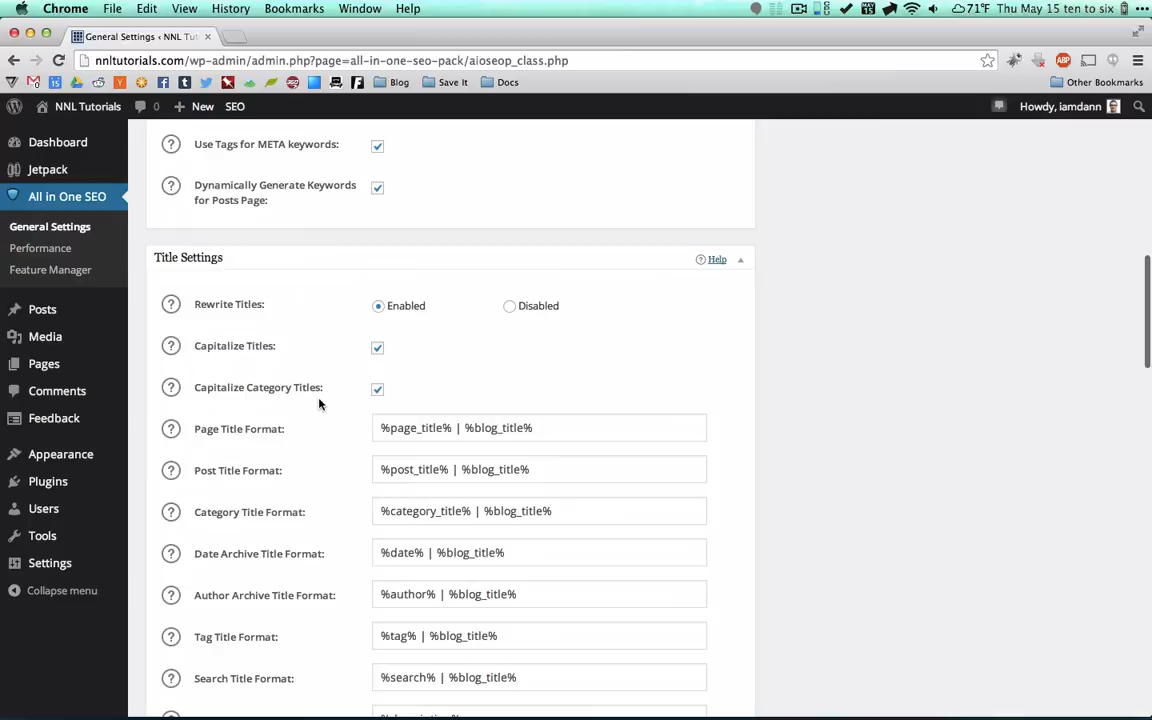 Chrome File Edit View History Bookmarks Window Help
MAY 15 71°F Thu May 15 ten to six
General Settings ‹ NNL Tut ×
nnltutorials.com/wp-admin/admin.php?page=all-in-one-seo-pack/aioseop_class.php
ABP
Blog Save It Docs Other Bookmarks
NNL Tutorials 0 New SEO Howdy, iamdann
Dashboard
Jetpack
All in One SEO
General Settings
Performance
Feature Manager
Posts
Media
Pages
Comments
Feedback
Appearance
Plugins
Users
Tools
Settings
Collapse menu
? Use Tags for META keywords:
? Dynamically Generate Keywords
for Posts Page:
Title Settings ? Help
? Rewrite Titles: Enabled Disabled
? Capitalize Titles:
? Capitalize Category Titles:
? Page Title Format: %page_title% | %blog_title%
? Post Title Format: %post_title% | %blog_title%
? Category Title Format: %category_title% | %blog_title%
? Date Archive Title Format: %date% | %blog_title%
? Author Archive Title Format: %author% | %blog_title%
? Tag Title Format: %tag% | %blog_title%
? Search Title Format: %search% | %blog_title%